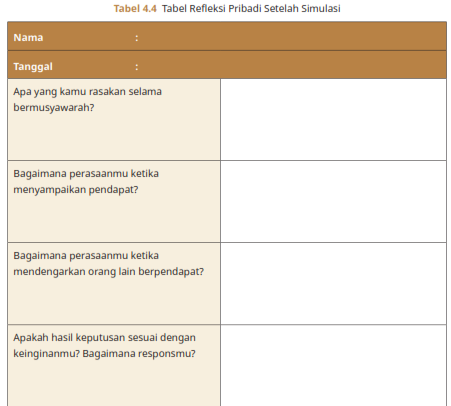 Tabel 4.4 Tabel Refleksi Pribadi Setelah Simulasi
Nama :
Tanggal :
Apa yang kamu rasakan selama
bermusyawarah?
Bagaimana perasaanmu ketika
menyampaikan pendapat?
Bagaimana perasaanmu ketika
mendengarkan orang lain berpendapat?
Apakah hasil keputusan sesuai dengan
keinginanmu? Bagaimana responsmu?